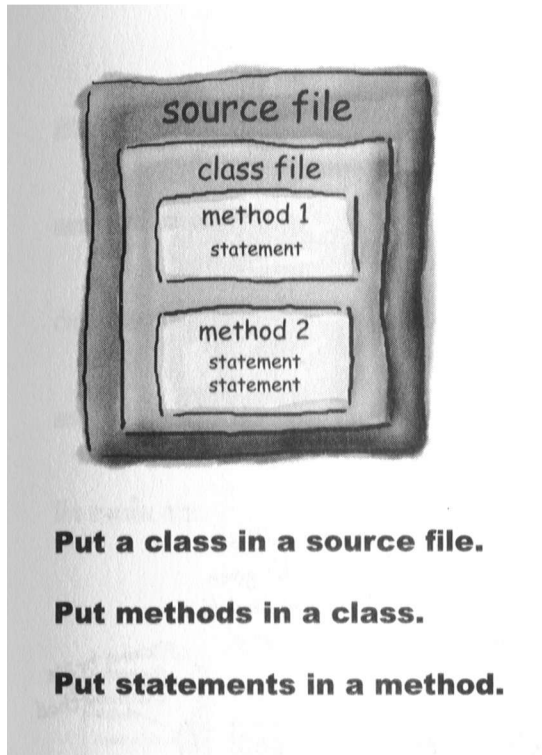 source file
class file
method 1
statement
method 2
statement
statement
Put a class in a source file.
Put methods in a class.
Put statements in a method.